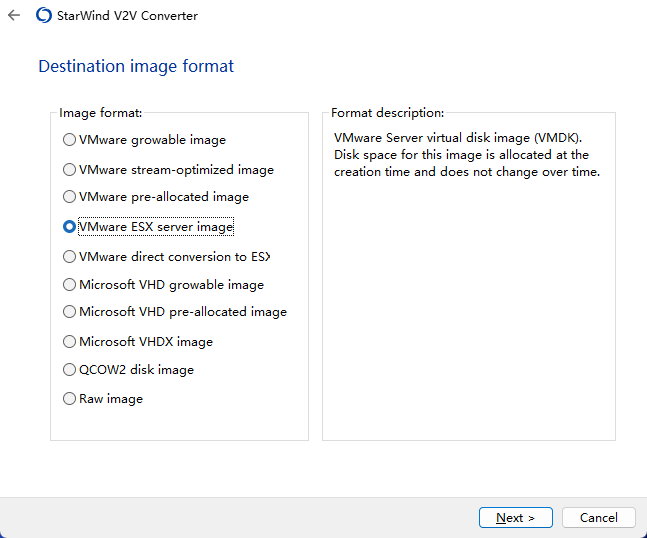 StarWind V2V Converter
Destination image format
Image format:
VMware growable image
VMware stream-optimized image
VMware pre-allocated image
VMware ESX server image
VMware direct conversion to ESX
Microsoft VHD growable image
Microsoft VHD pre-allocated image
Microsoft VHDX image
QCOW2 disk image
Raw image
Format description:
VMware Server virtual disk image (VMDK).
Disk space for this image is allocated at the
creation time and does not change over time.
Next >
Cancel